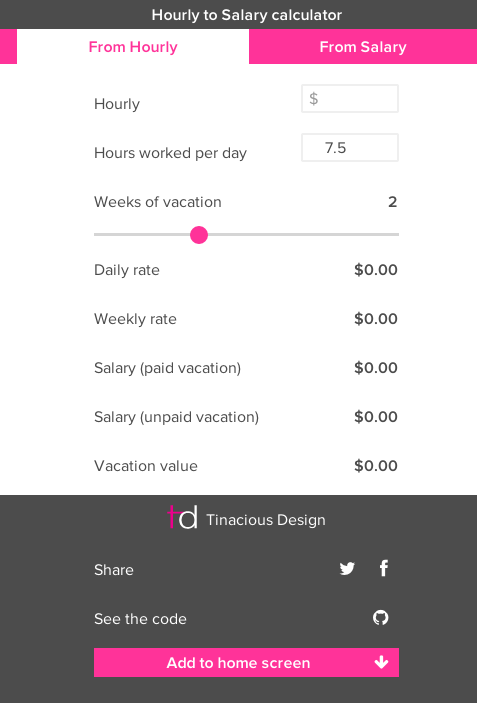 Hourly to Salary calculator
From Hourly From Salary
Hourly $
Hours worked per day 7.5
Weeks of vacation 2
Daily rate $0.00
Weekly rate $0.00
Salary (paid vacation) $0.00
Salary (unpaid vacation) $0.00
Vacation value $0.00
td Tinacious Design
Share
See the code
Add to home screen